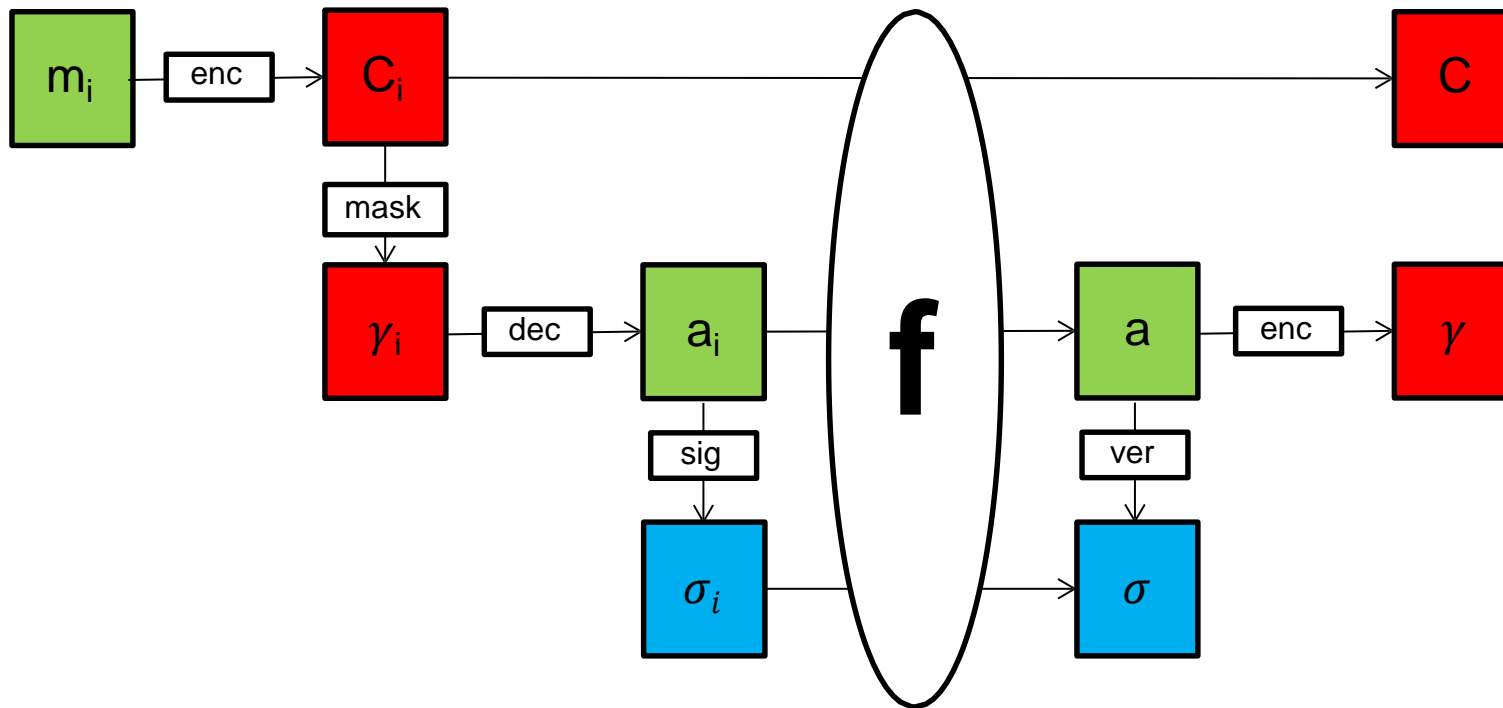 mᵢ enc Cᵢ C
mask
γᵢ dec aᵢ f a enc γ
sig ver
σᵢ σ